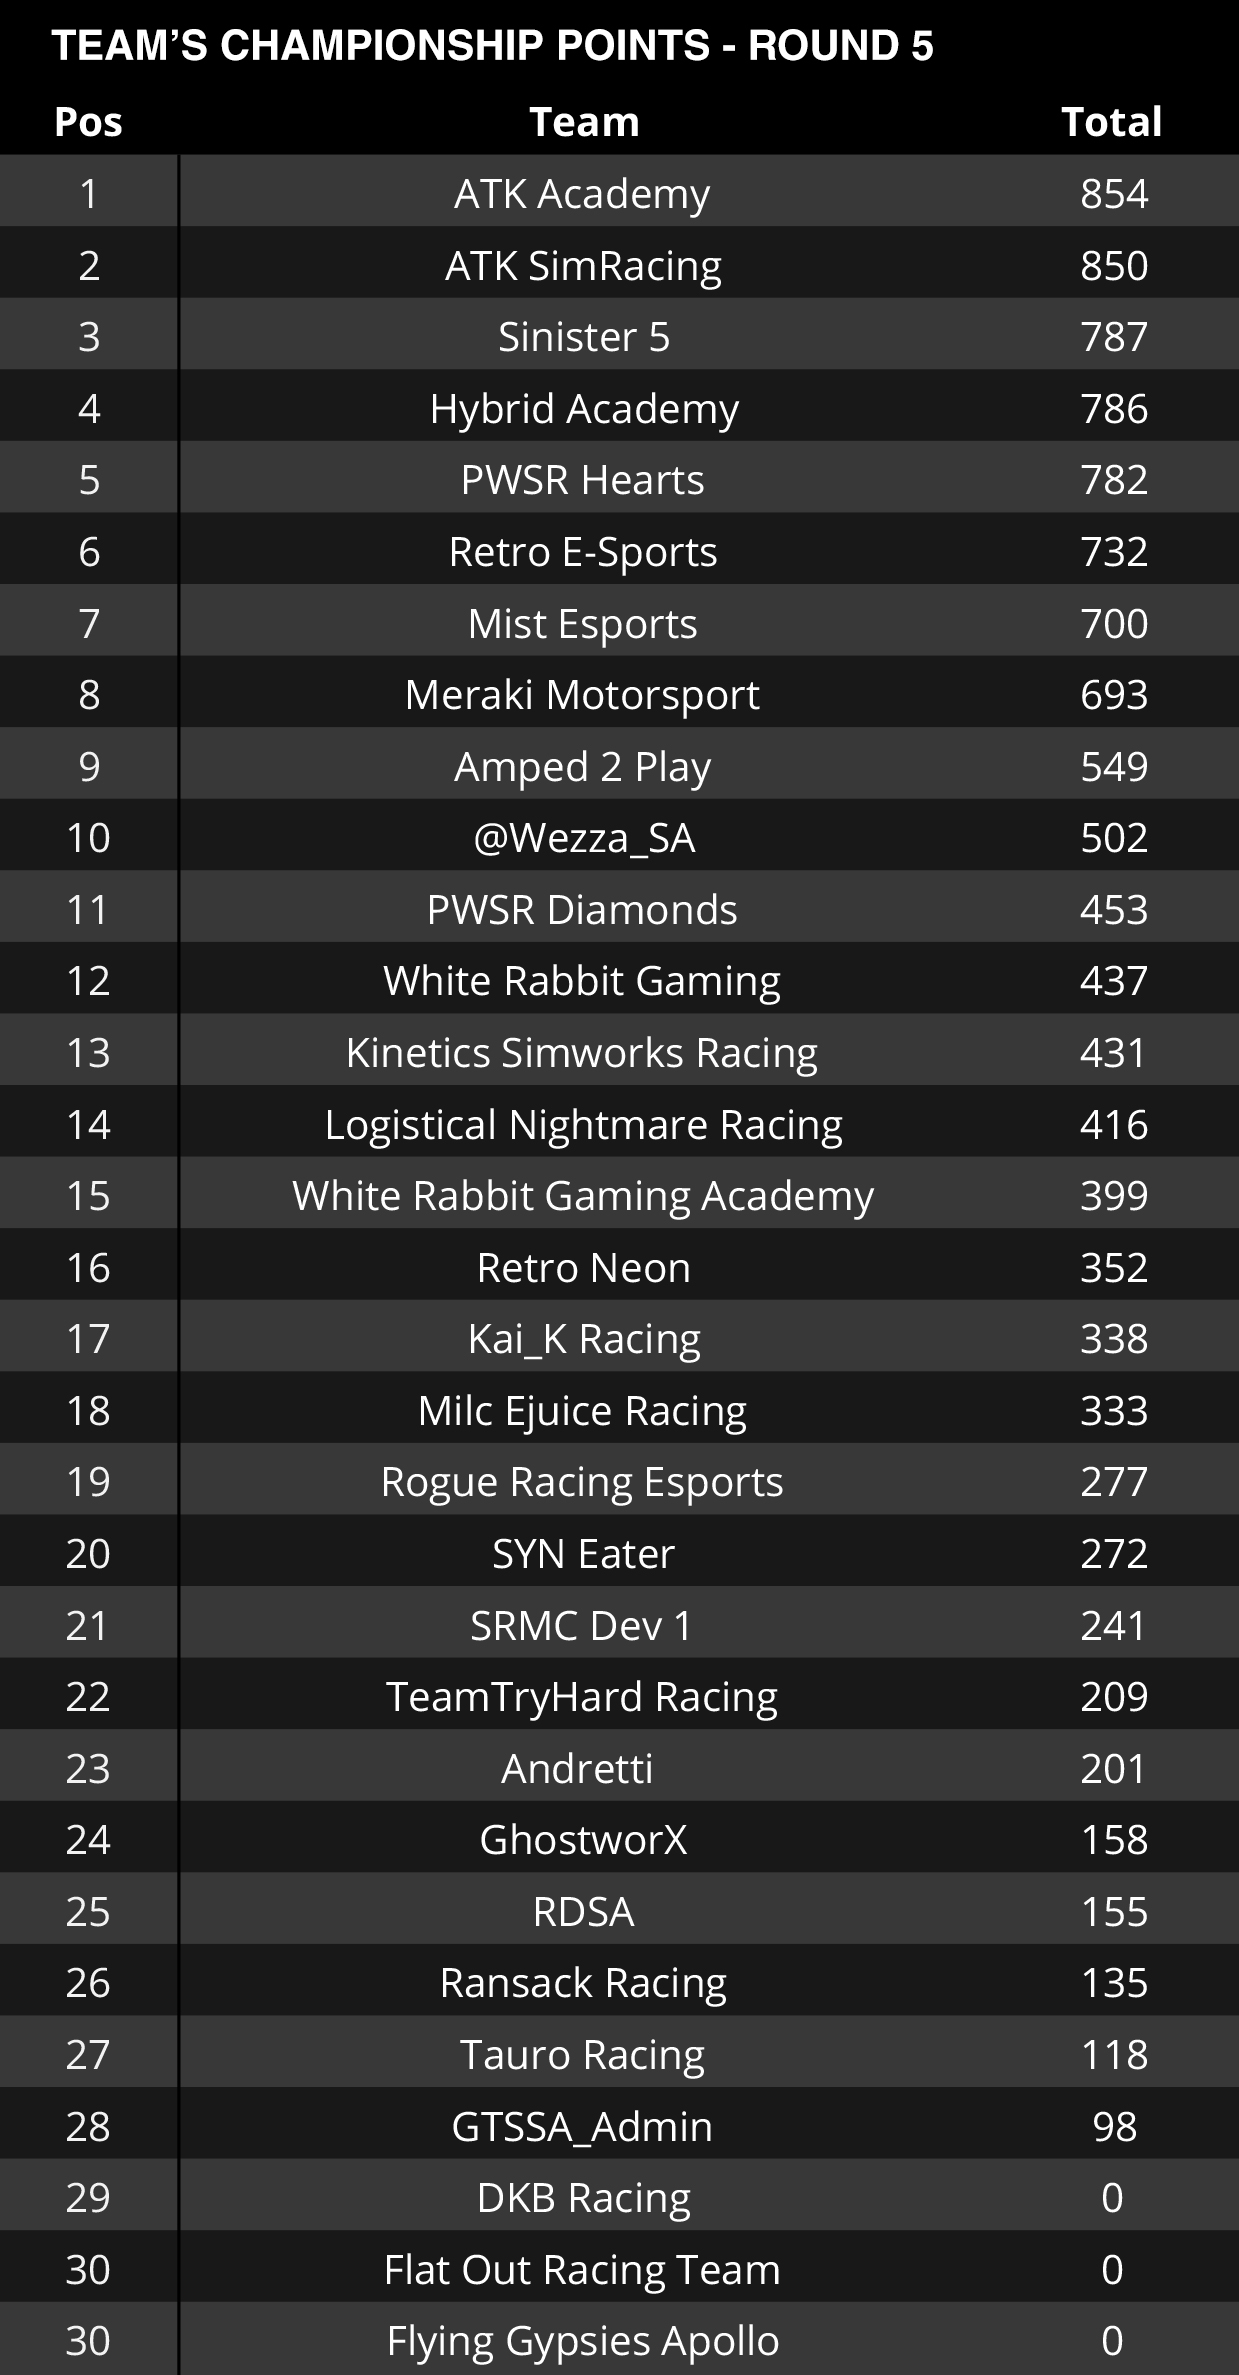 TEAM’S CHAMPIONSHIP POINTS - ROUND 5
Pos Team Total
1 ATK Academy 854
2 ATK SimRacing 850
3 Sinister 5 787
4 Hybrid Academy 786
5 PWSR Hearts 782
6 Retro E-Sports 732
7 Mist Esports 700
8 Meraki Motorsport 693
9 Amped 2 Play 549
10 @Wezza_SA 502
11 PWSR Diamonds 453
12 White Rabbit Gaming 437
13 Kinetics Simworks Racing 431
14 Logistical Nightmare Racing 416
15 White Rabbit Gaming Academy 399
16 Retro Neon 352
17 Kai_K Racing 338
18 Milc Ejuice Racing 333
19 Rogue Racing Esports 277
20 SYN Eater 272
21 SRMC Dev 1 241
22 TeamTryHard Racing 209
23 Andretti 201
24 GhostworX 158
25 RDSA 155
26 Ransack Racing 135
27 Tauro Racing 118
28 GTSSA_Admin 98
29 DKB Racing 0
30 Flat Out Racing Team 0
30 Flying Gypsies Apollo 0